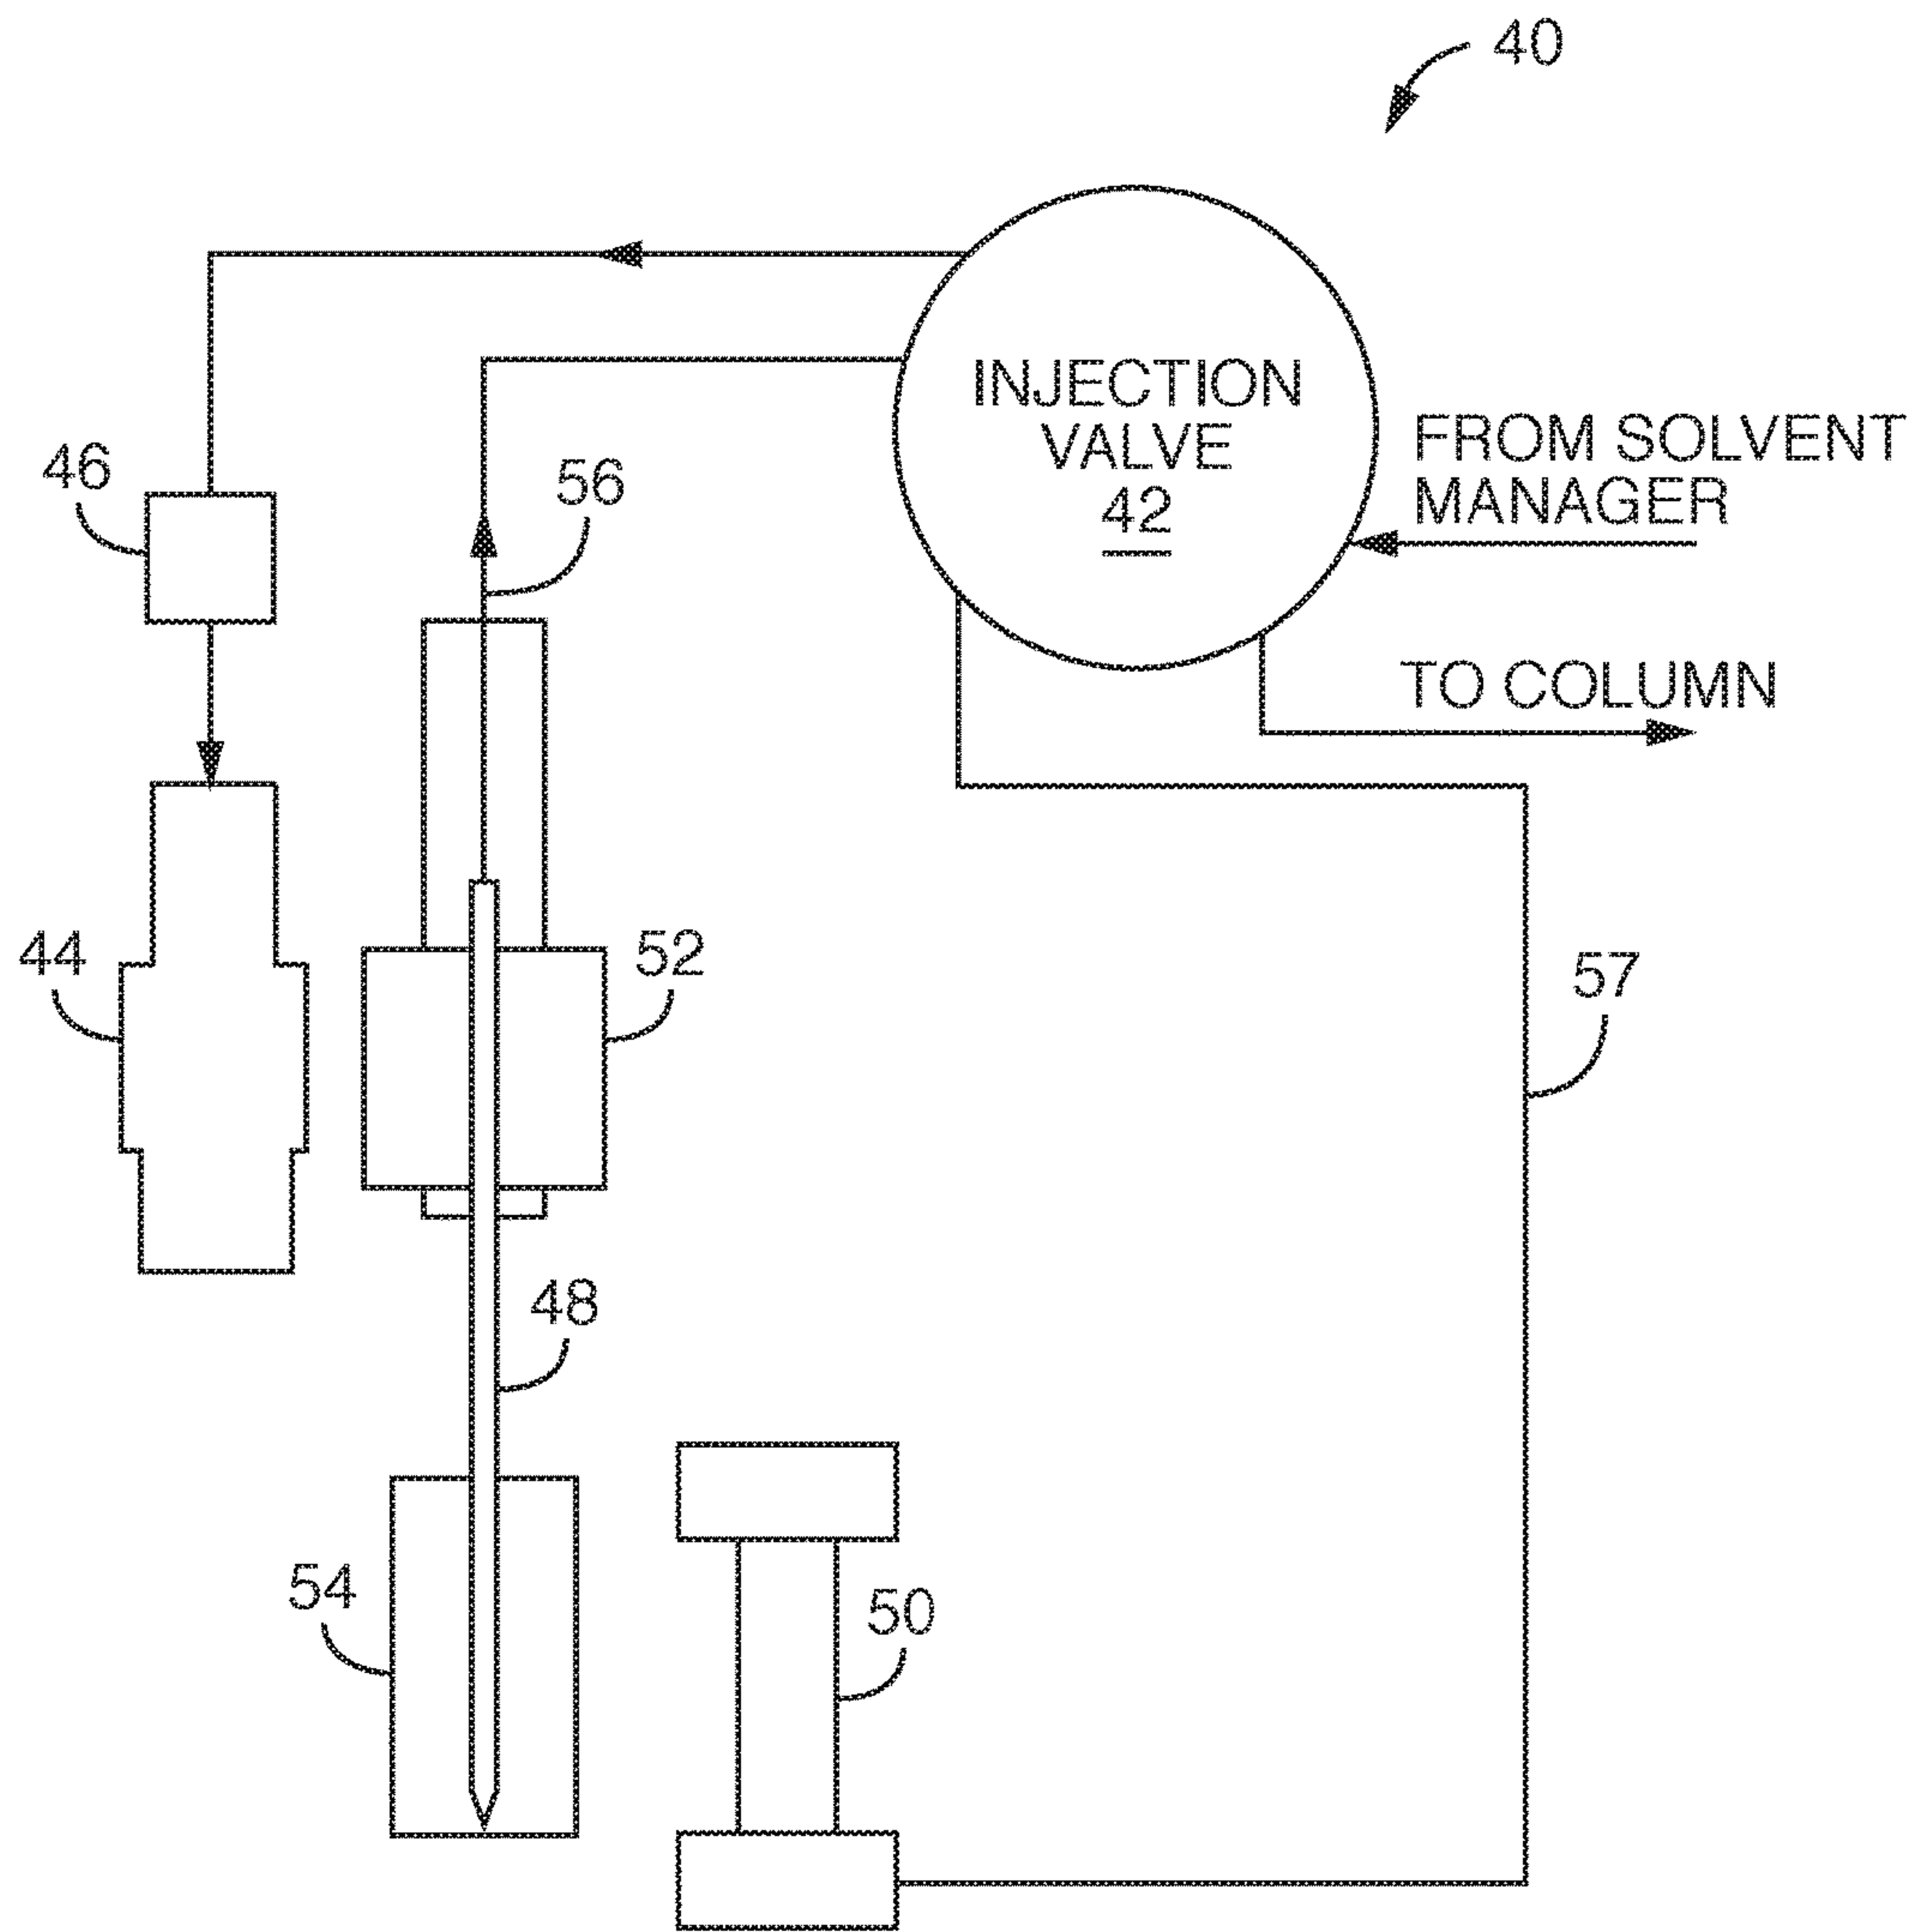 40
INJECTION
VALVE
42
FROM SOLVENT
MANAGER
46
56
TO COLUMN
44
52
57
48
54
50